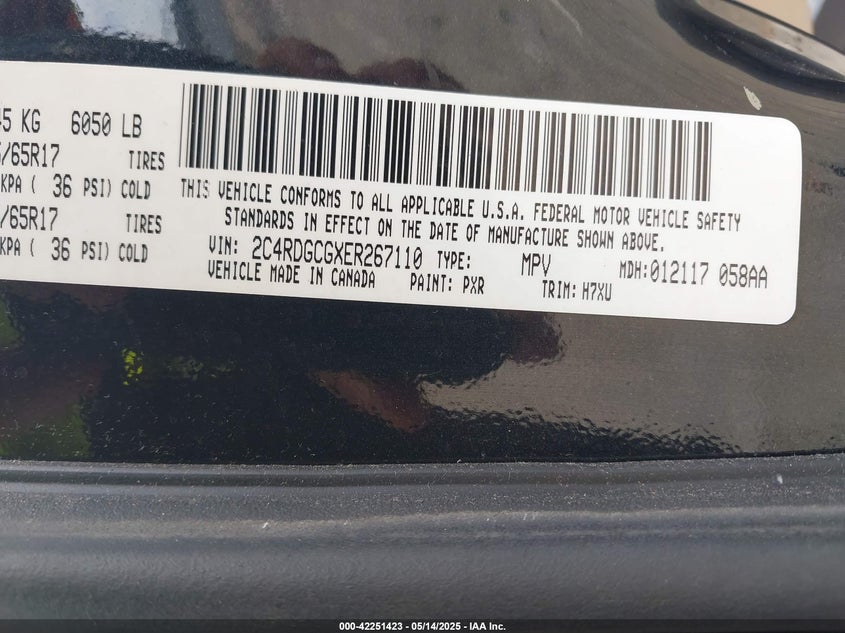 45 KG 6050 LB
/65R17 TIRES
KPA ( 36 PSI) COLD
/65R17 TIRES
KPA ( 36 PSI) COLD
THIS VEHICLE CONFORMS TO ALL APPLICABLE U.S.A. FEDERAL MOTOR VEHICLE SAFETY
STANDARDS IN EFFECT ON THE DATE OF MANUFACTURE SHOWN ABOVE.
VIN: 2C4RDGCGXER267110 TYPE: MPV MDH:012117 058AA
VEHICLE MADE IN CANADA PAINT: PXR TRIM: H7XU
000-42251423 - 05/14/2025 - IAA Inc.